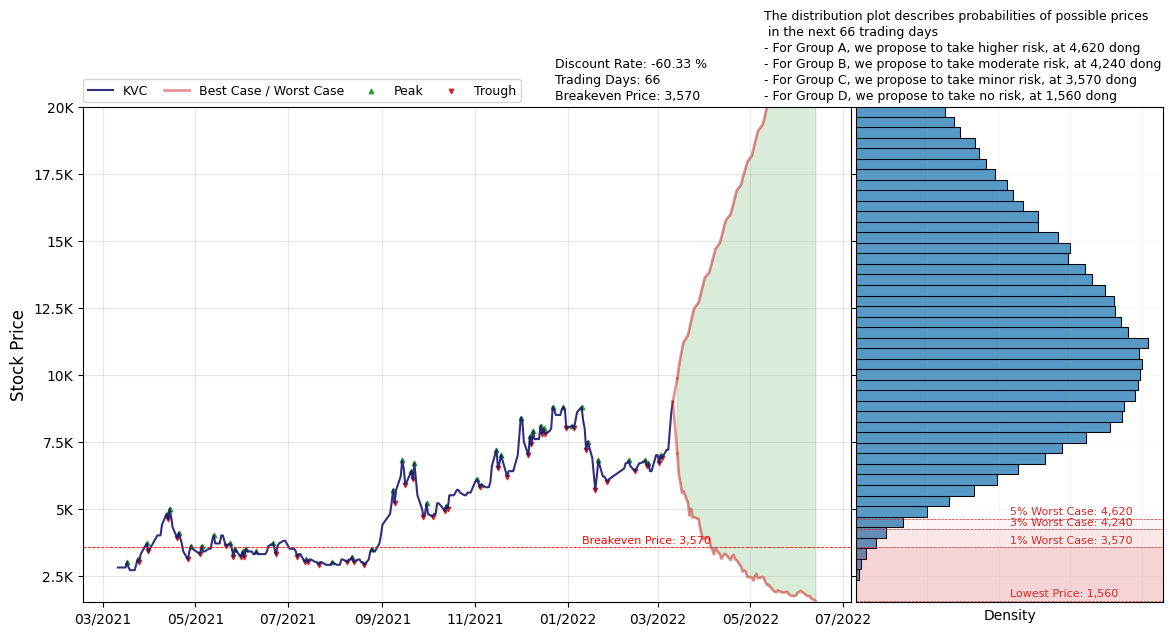 The distribution plot describes probabilities of possible prices
in the next 66 trading days
- For Group A, we propose to take higher risk, at 4,620 dong
- For Group B, we propose to take moderate risk, at 4,240 dong
- For Group C, we propose to take minor risk, at 3,570 dong
- For Group D, we propose to take no risk, at 1,560 dong
Discount Rate: -60.33 %
Trading Days: 66
Breakeven Price: 3,570
KVC
Best Case / Worst Case
Peak
Trough
20K
17.5K
15K
12.5K
10K
7.5K
5K
2.5K
Stock Price
Breakeven Price: 3,570
5% Worst Case: 4,620
3% Worst Case: 4,240
1% Worst Case: 3,570
Lowest Price: 1,560
03/2021
05/2021
07/2021
09/2021
11/2021
01/2022
03/2022
05/2022
07/2022
Density